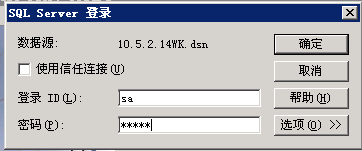 SQL Server 登录
数据源: 10.5.2.14WK.dsn
确定
使用信任连接(U)
取消
登录 ID(L): sa
帮助(H)
密码(P): *****
选项(O) >>